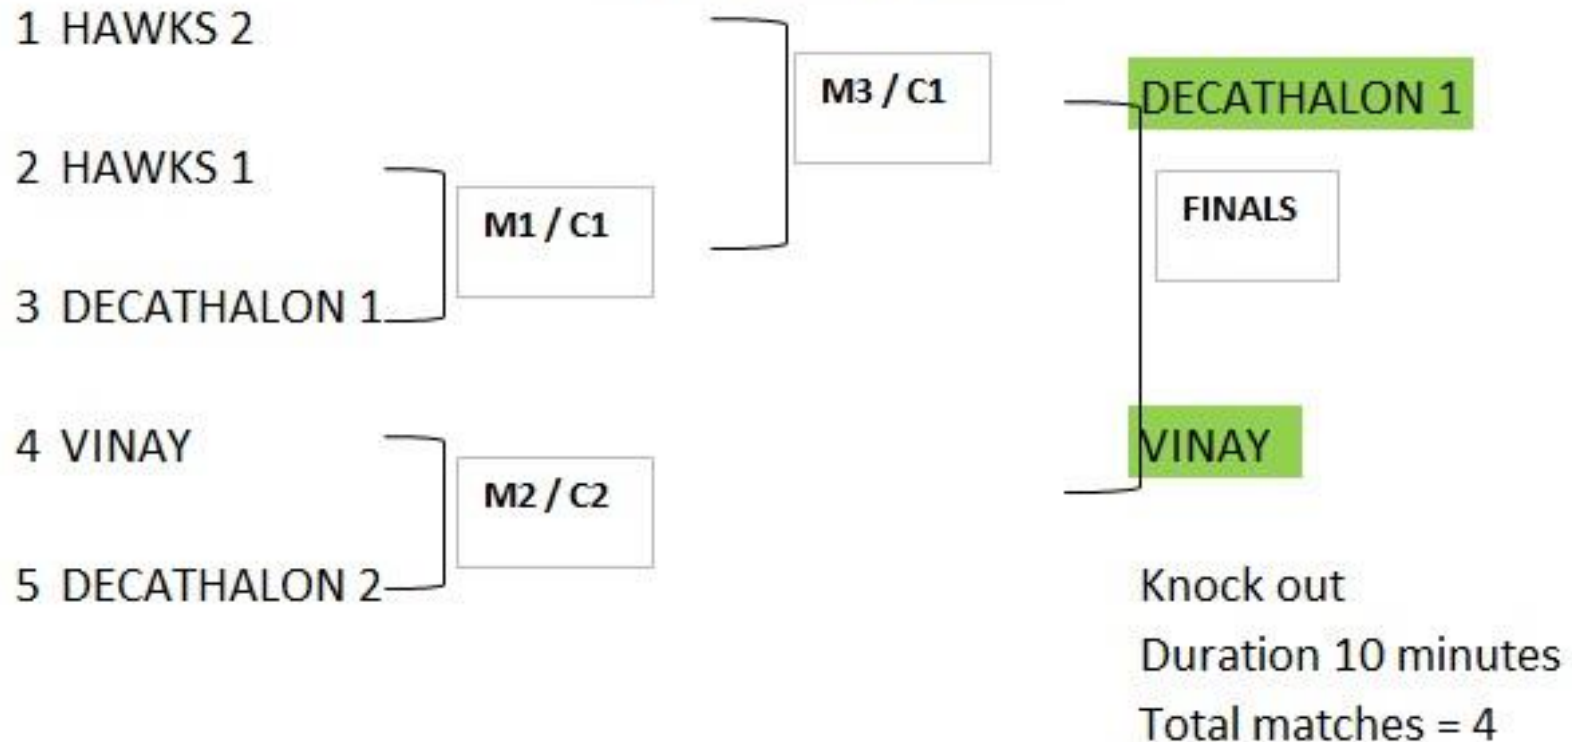 1 HAWKS 2
M3 / C1
DECATHALON 1
2 HAWKS 1
M1 / C1
FINALS
3 DECATHALON 1
4 VINAY
VINAY
M2 / C2
5 DECATHALON 2
Knock out
Duration 10 minutes
Total matches = 4